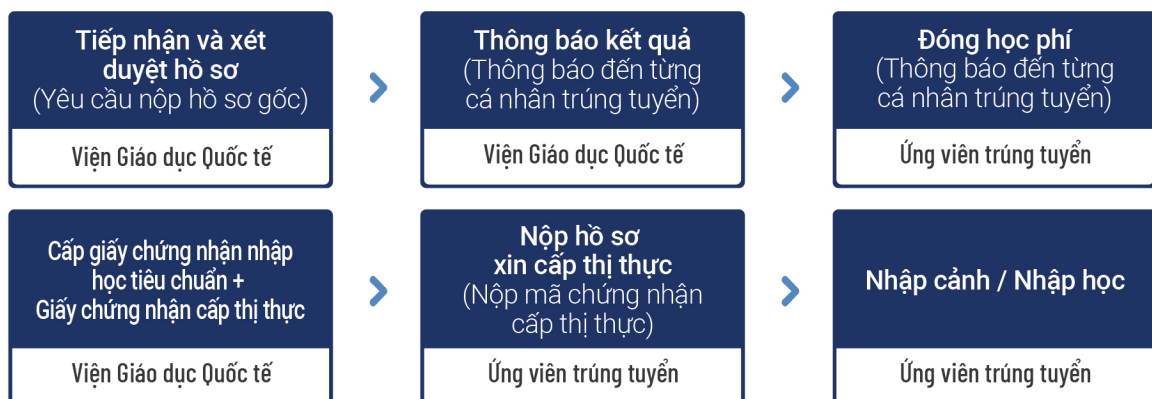 Tiếp nhận và xét
duyệt hồ sơ
(Yêu cầu nộp hồ sơ gốc)
Viện Giáo dục Quốc tế
Thông báo kết quả
(Thông báo đến từng
cá nhân trúng tuyển)
Viện Giáo dục Quốc tế
Đóng học phí
(Thông báo đến từng
cá nhân trúng tuyển)
Ứng viên trúng tuyển
Cấp giấy chứng nhận nhập
học tiêu chuẩn +
Giấy chứng nhận cấp thị thực
Viện Giáo dục Quốc tế
Nộp hồ sơ
xin cấp thị thực
(Nộp mã chứng nhận
cấp thị thực)
Ứng viên trúng tuyển
Nhập cảnh / Nhập học
Ứng viên trúng tuyển